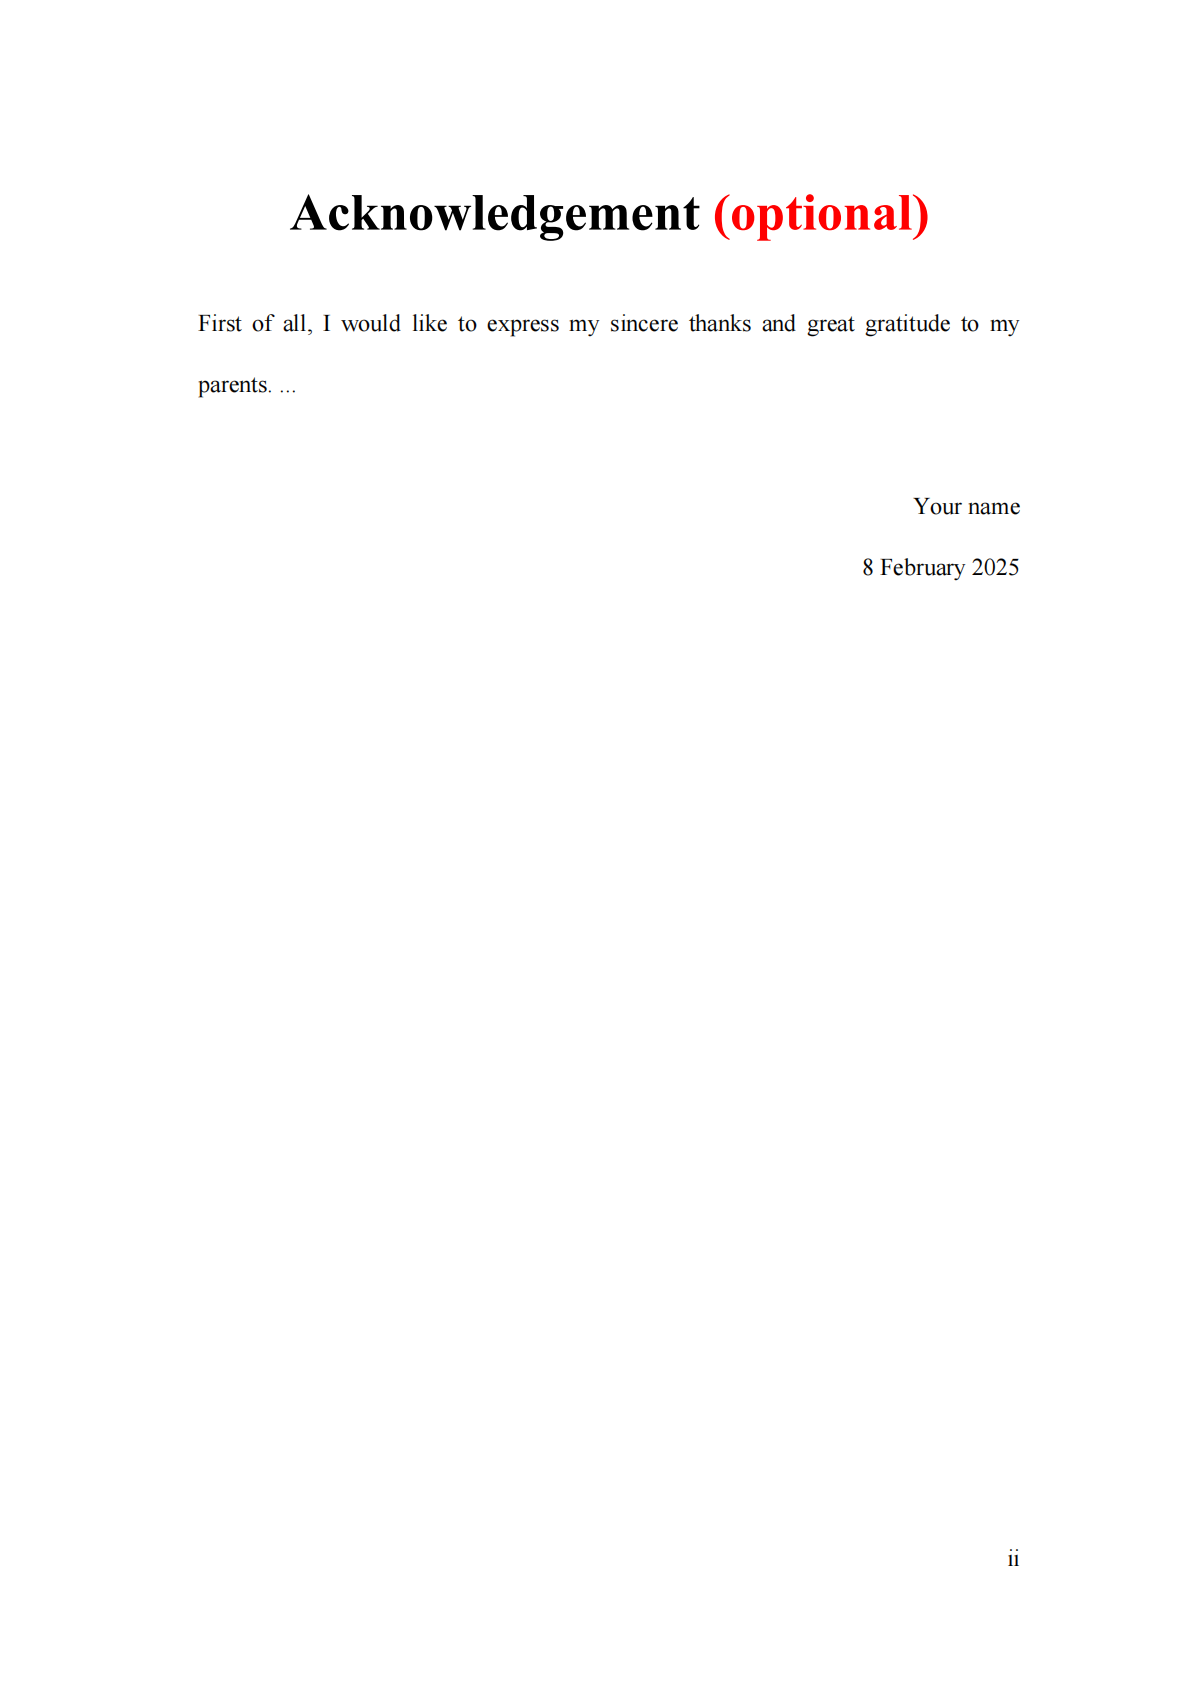 Acknowledgement (optional)
First of all, I would like to express my sincere thanks and great gratitude to my
parents. ...
Your name
8 February 2025
ii